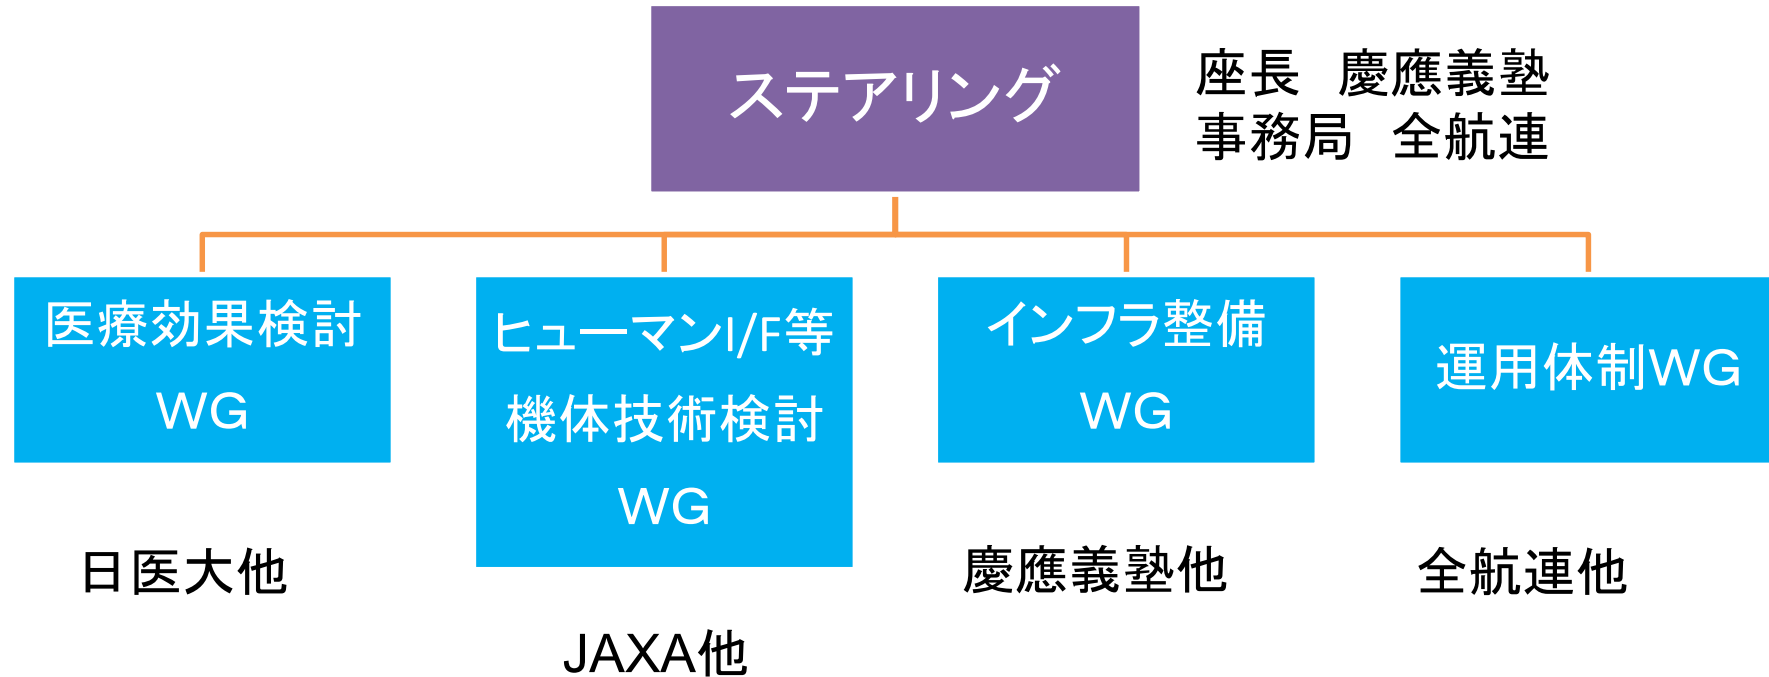 ステアリング
座長　慶應義塾
事務局　全航連
医療効果検討
WG
ヒューマンI/F等
機体技術検討
WG
インフラ整備
WG
運用体制WG
日医大他
JAXA他
慶應義塾他
全航連他